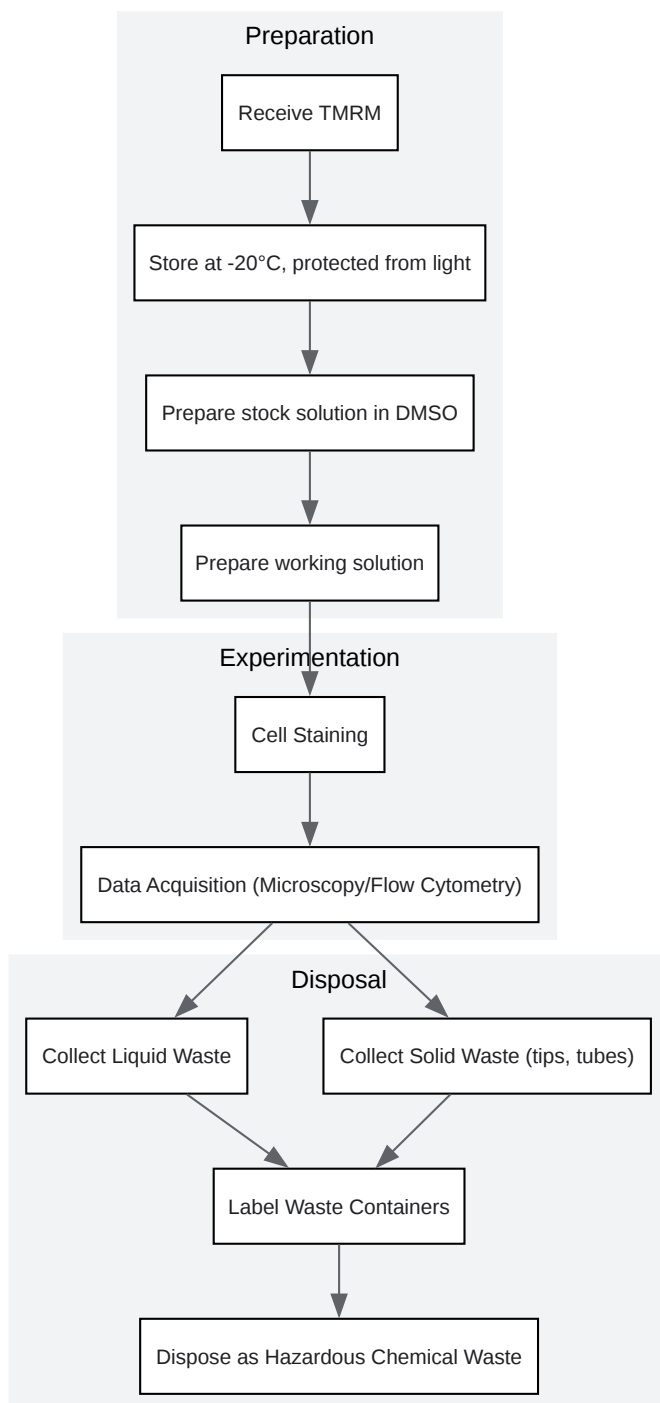 Preparation
Receive TMRM
Store at -20°C, protected from light
Prepare stock solution in DMSO
Prepare working solution
Experimentation
Cell Staining
Data Acquisition (Microscopy/Flow Cytometry)
Disposal
Collect Liquid Waste
Collect Solid Waste (tips, tubes)
Label Waste Containers
Dispose as Hazardous Chemical Waste